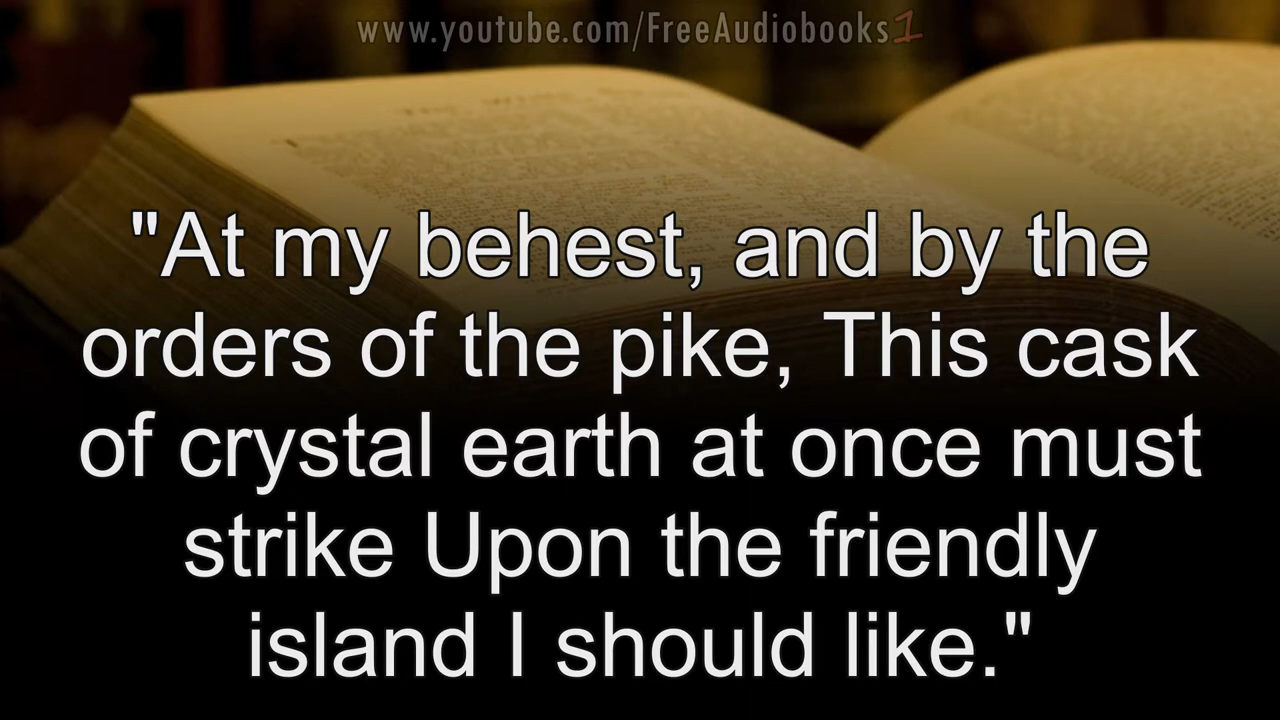 www.youtube.com/FreeAudiobooks1
"At my behest, and by the
orders of the pike, This cask
of crystal earth at once must
strike Upon the friendly
island I should like."